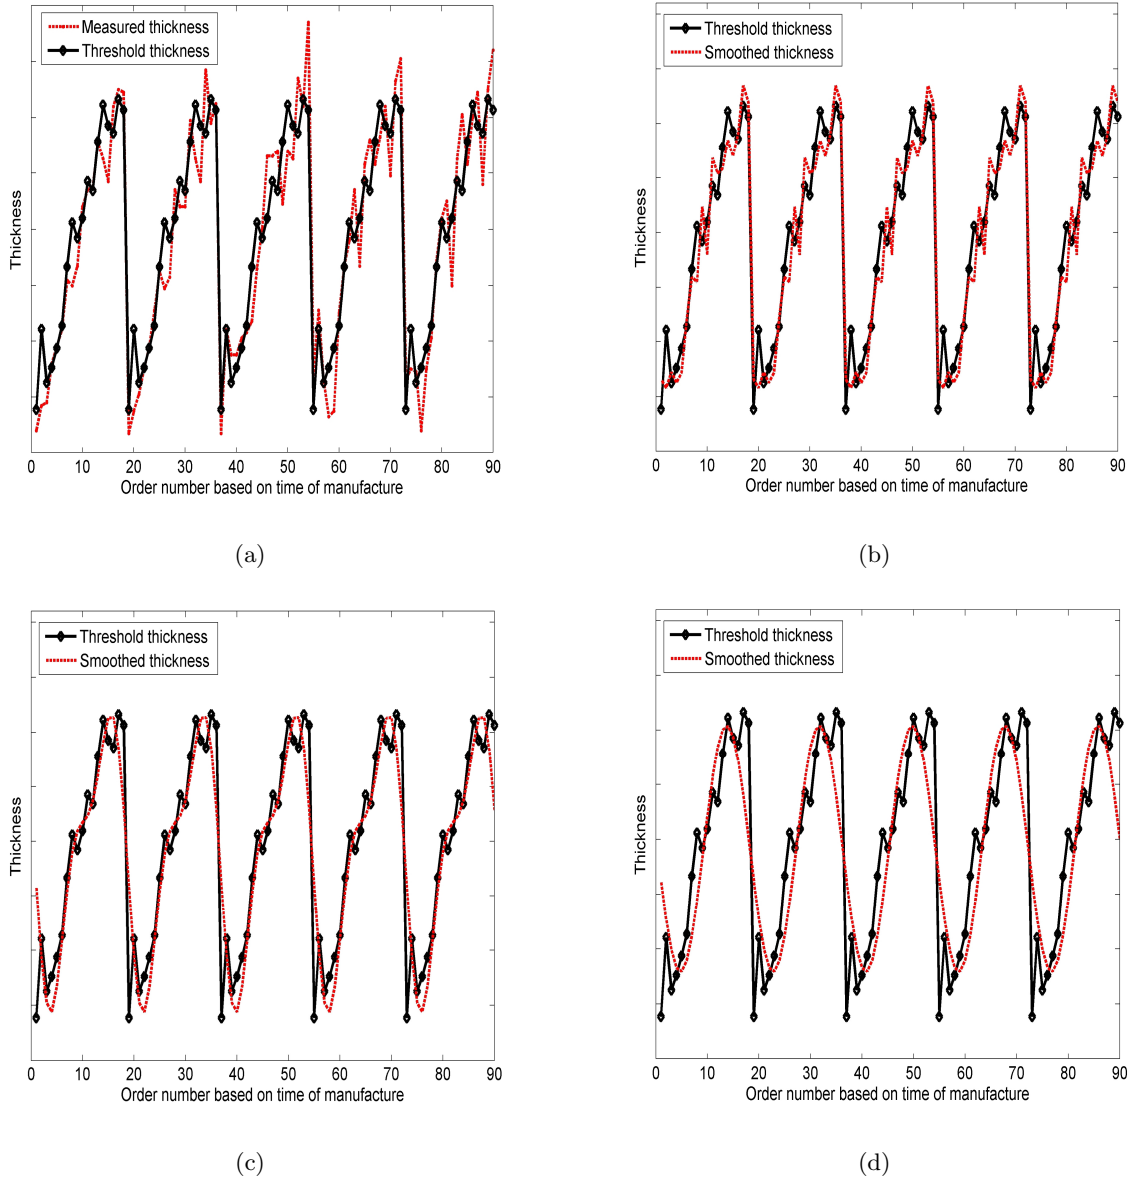 Measured thickness
Threshold thickness
Thickness
0 10 20 30 40 50 60 70 80 90
Order number based on time of manufacture
(a)
Threshold thickness
Smoothed thickness
Thickness
0 10 20 30 40 50 60 70 80 90
Order number based on time of manufacture
(b)
Threshold thickness
Smoothed thickness
Thickness
0 10 20 30 40 50 60 70 80 90
Order number based on time of manufacture
(c)
Threshold thickness
Smoothed thickness
Thickness
0 10 20 30 40 50 60 70 80 90
Order number based on time of manufacture
(d)